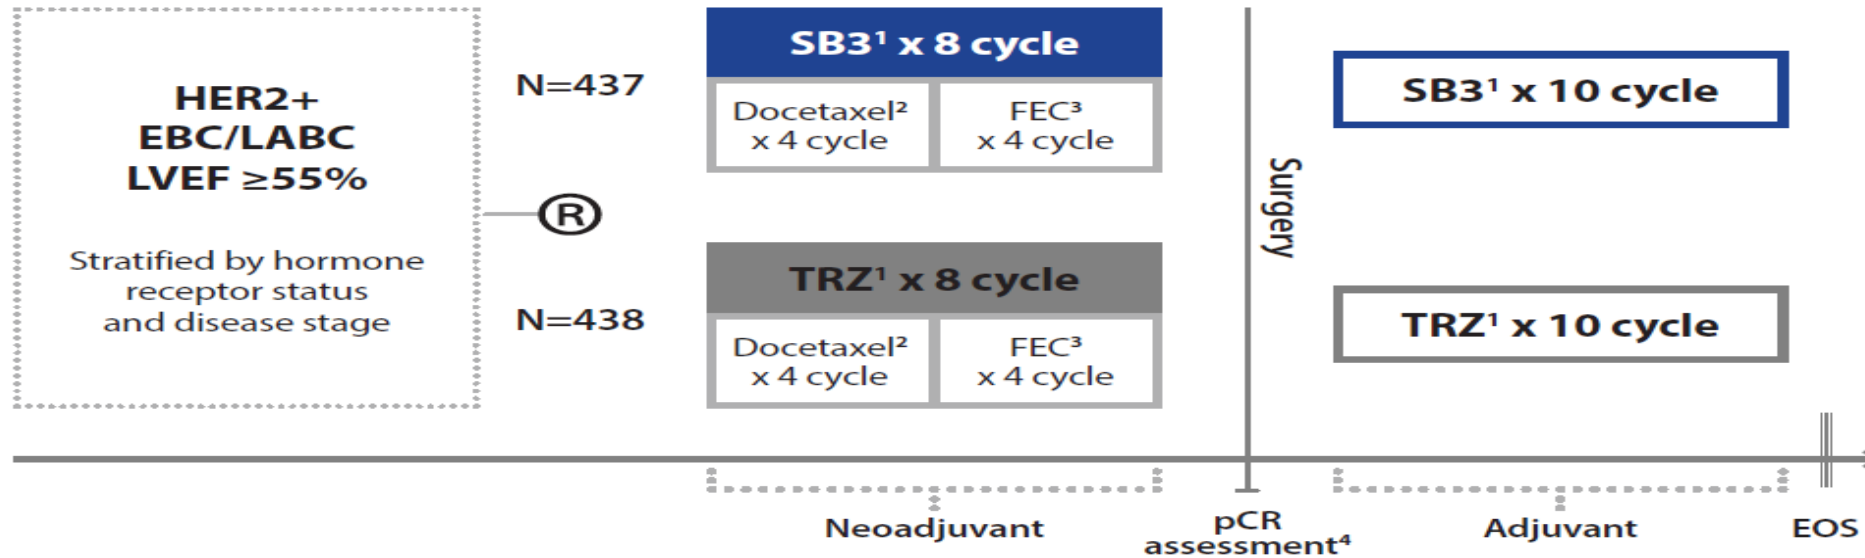 HER2+
EBC/LABC
LVEF ≥55%
Stratified by hormone
receptor status
and disease stage
R
N=437
SB3¹ x 8 cycle
Docetaxel²
x 4 cycle
FEC³
x 4 cycle
N=438
TRZ¹ x 8 cycle
Docetaxel²
x 4 cycle
FEC³
x 4 cycle
Surgery
SB3¹ x 10 cycle
TRZ¹ x 10 cycle
Neoadjuvant
pCR
assessment⁴
Adjuvant
EOS